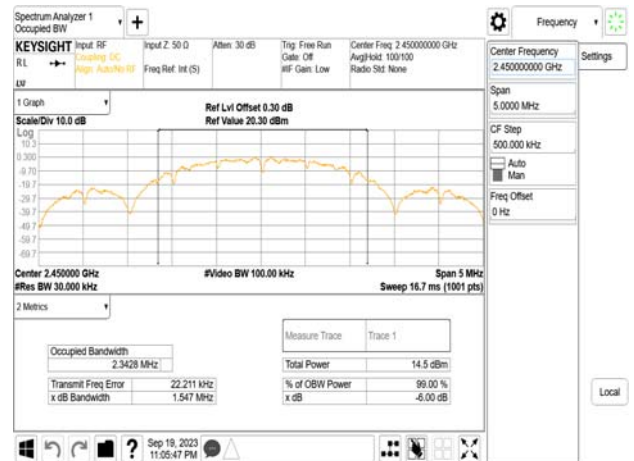 Spectrum Analyzer 1
Occupied BW
Frequency
KEYSIGHT
RL
LXI
Input: RF
Coupling: DC
Align: Auto/No RF
Input Z: 50 Ω
Freq Ref: Int (S)
Atten: 30 dB
Trig: Free Run
Gate: Off
#IF Gain: Low
Center Freq: 2.450000000 GHz
Avg|Hold: 100/100
Radio Std: None
Center Frequency
2.450000000 GHz
Settings
Span
5.0000 MHz
CF Step
500.000 kHz
Auto
Man
Freq Offset
0 Hz
1 Graph
Scale/Div 10.0 dB
Ref Lvl Offset 0.30 dB
Ref Value 20.30 dBm
Log
10.3
0.300
-9.70
-19.7
-29.7
-39.7
-49.7
-59.7
-69.7
Center 2.450000 GHz
#Res BW 30.000 kHz
#Video BW 100.00 kHz
Span 5 MHz
Sweep 16.7 ms (1001 pts)
2 Metrics
Measure Trace
Trace 1
Occupied Bandwidth
2.3428 MHz
Total Power
14.5 dBm
Transmit Freq Error
22.211 kHz
% of OBW Power
99.00 %
x dB Bandwidth
1.547 MHz
x dB
-6.00 dB
Local
?
Sep 19, 2023
11:05:47 PM